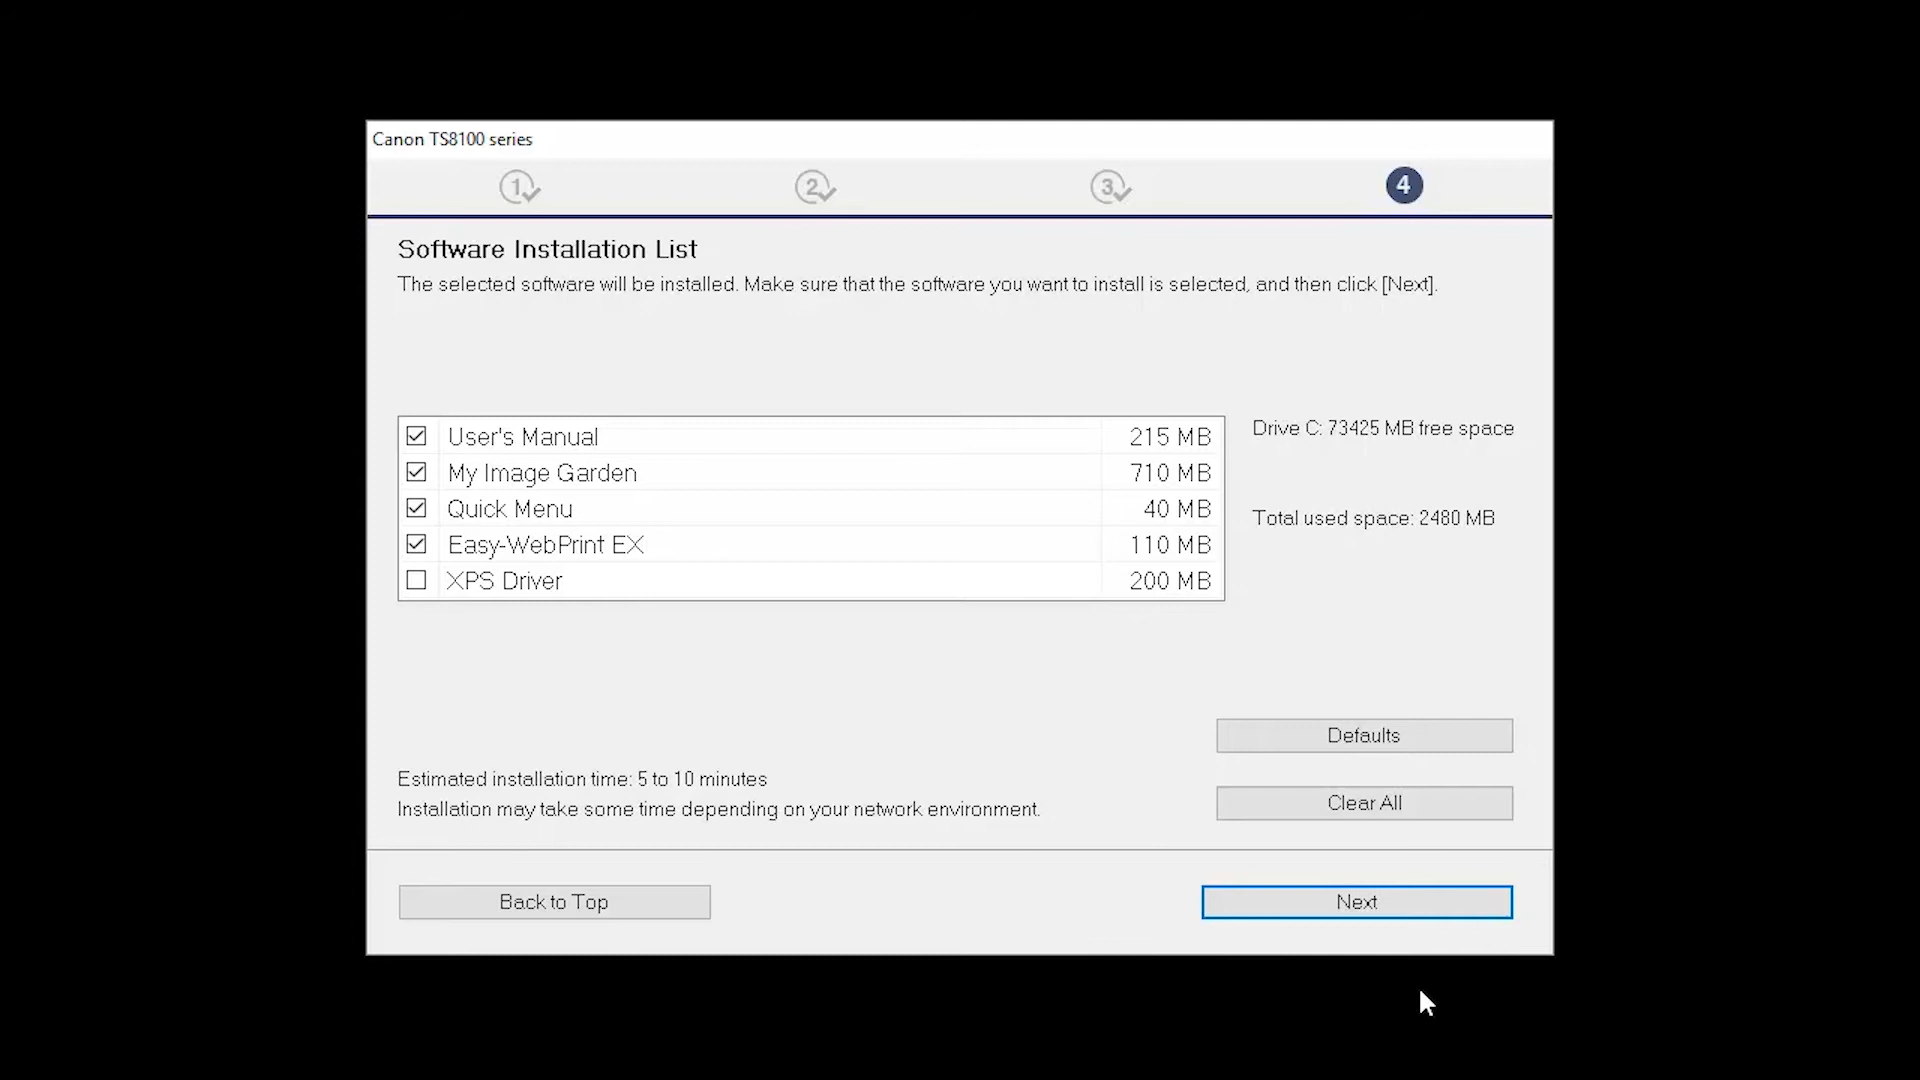 Canon TS8100 series
1 2 3 4
Software Installation List
The selected software will be installed. Make sure that the software you want to install is selected, and then click [Next].
User's Manual 215 MB
My Image Garden 710 MB
Quick Menu 40 MB
Easy-WebPrint EX 110 MB
XPS Driver 200 MB
Drive C: 73425 MB free space
Total used space: 2480 MB
Defaults
Estimated installation time: 5 to 10 minutes
Clear All
Installation may take some time depending on your network environment.
Back to Top
Next